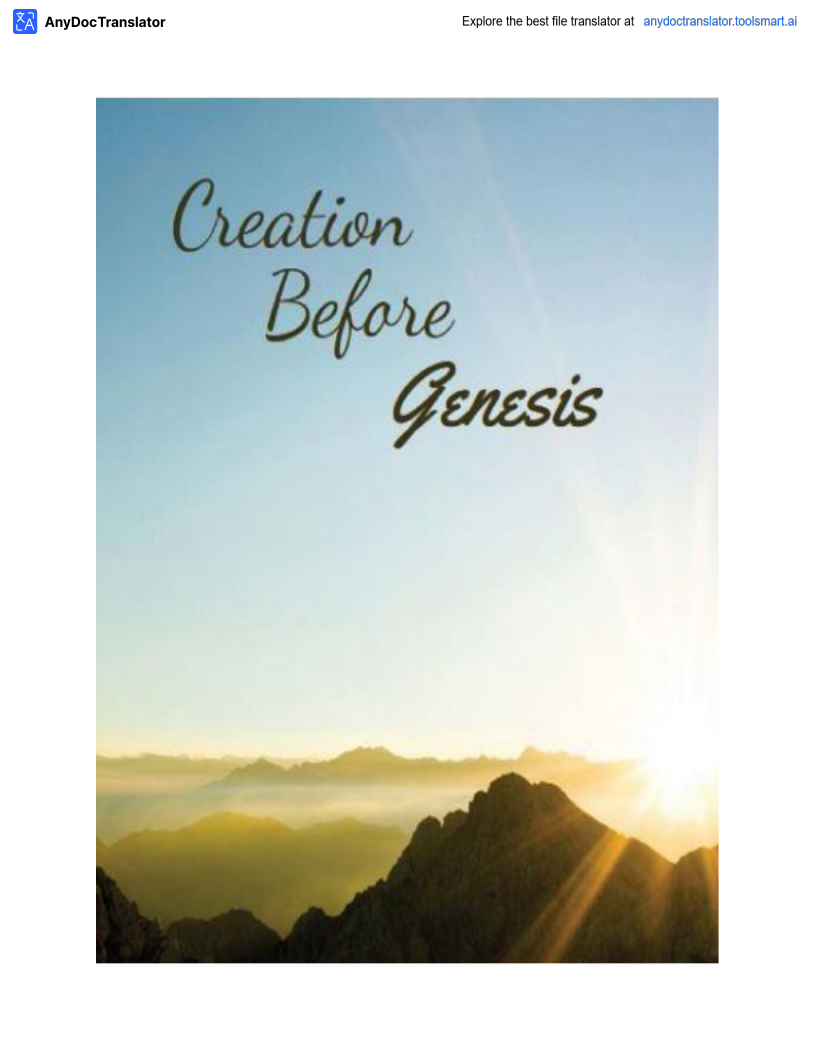 AnyDocTranslator
Explore the best file translator at anydoctranslator.toolsmart.ai
Creation
Before
Genesis